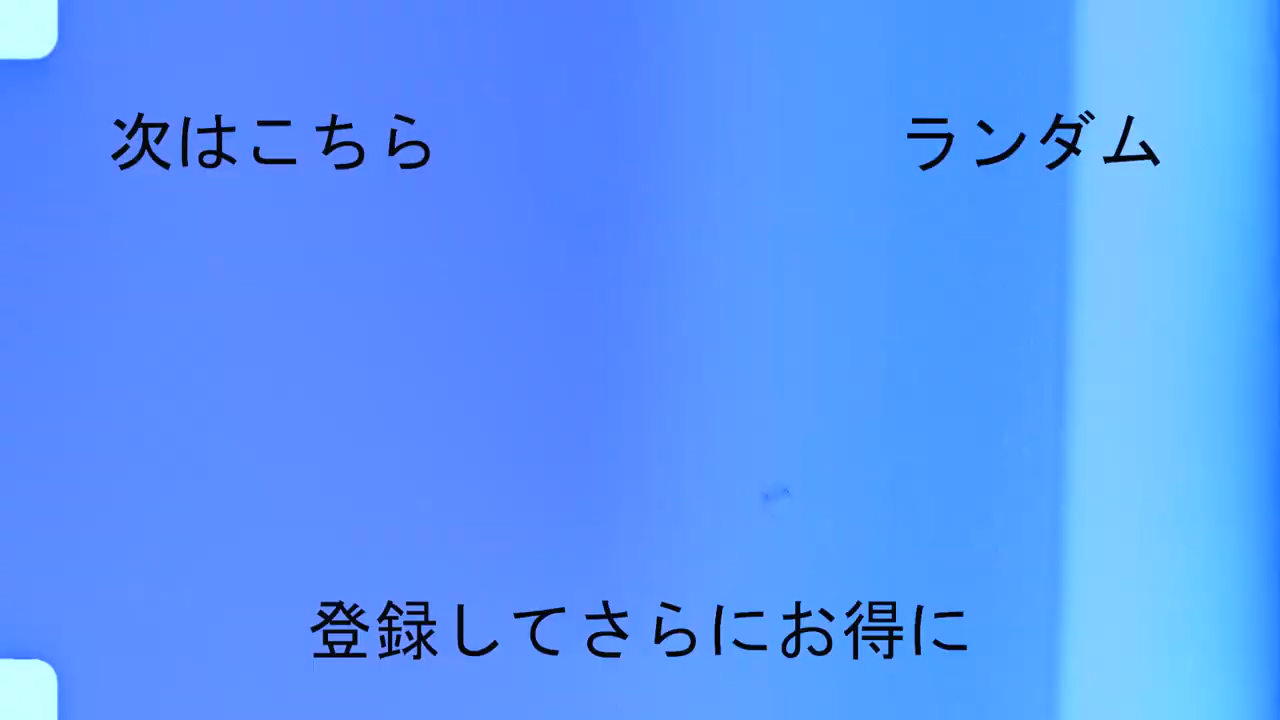 次はこちら
ランダム
登録してさらにお得に